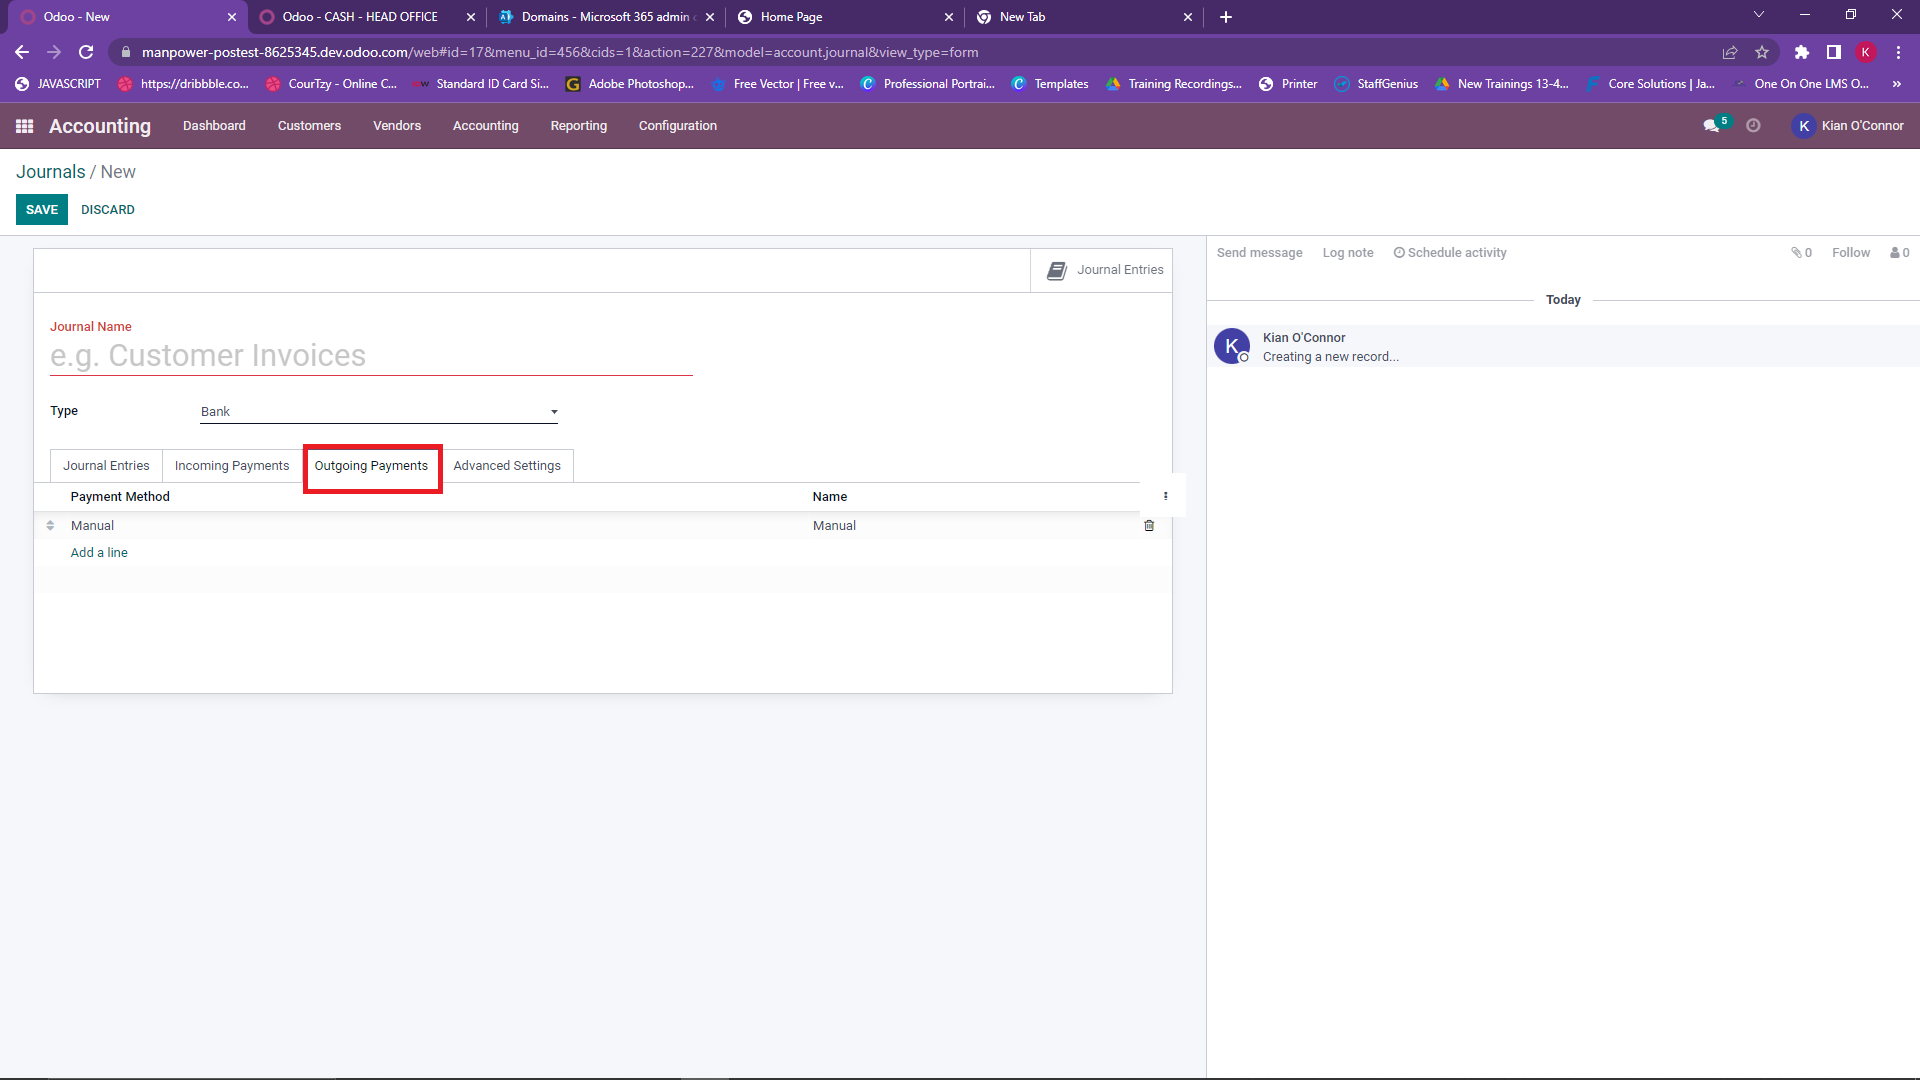 Odoo - New
Odoo - CASH - HEAD OFFICE
Domains - Microsoft 365 admin
Home Page
New Tab
manpower-postest-8625345.dev.odoo.com/web#id=17&menu_id=456&cids=1&action=227&model=account.journal&view_type=form
K
JAVASCRIPT
https://dribbble.co...
CourTzy - Online C...
Standard ID Card Si...
Adobe Photoshop...
Free Vector | Free v...
Professional Portrai...
Templates
Training Recordings...
Printer
StaffGenius
New Trainings 13-4...
Core Solutions | Ja...
One On One LMS O...
»
Accounting
Dashboard
Customers
Vendors
Accounting
Reporting
Configuration
5
K
Kian O'Connor
Journals / New
SAVE
DISCARD
Journal Entries
Send message
Log note
Schedule activity
0
Follow
0
Journal Name
e.g. Customer Invoices
Today
K
Kian O'Connor
Creating a new record...
Type
Bank
Journal Entries
Incoming Payments
Outgoing Payments
Advanced Settings
Payment Method
Name
Manual
Manual
Add a line